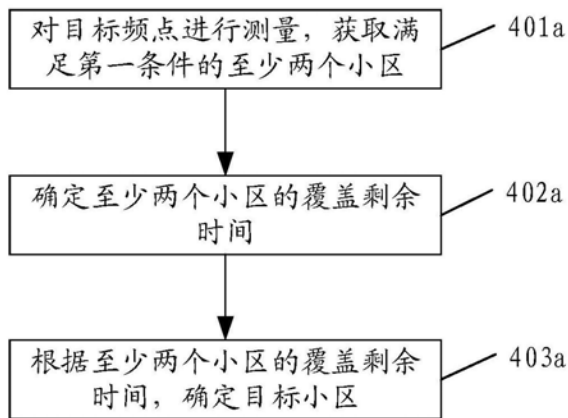 对目标频点进行测量，获取满
足第一条件的至少两个小区
401a
确定至少两个小区的覆盖剩余
时间
402a
根据至少两个小区的覆盖剩余
时间，确定目标小区
403a